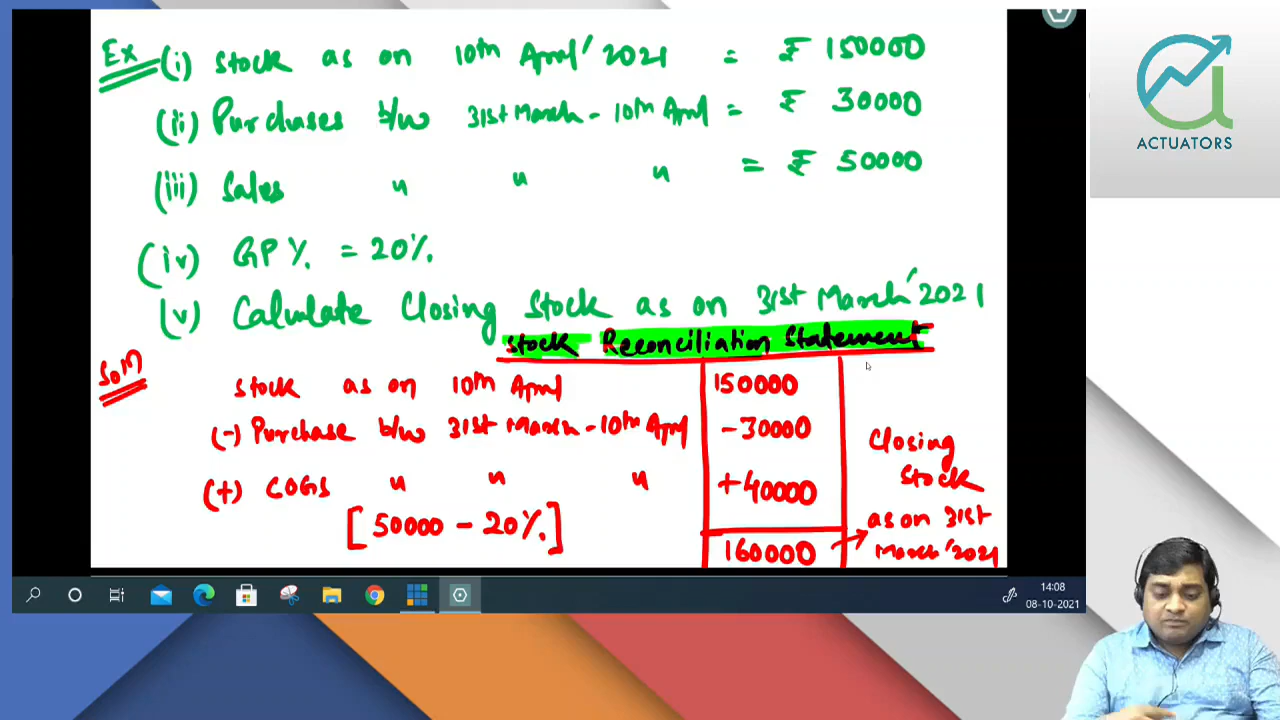 Ex (i) Stock as on 10th April' 2021 = ₹ 150000
(ii) Purchases b/w 31st March - 10th April = ₹ 30000
(iii) Sales " " " = ₹ 50000
(iv) GP %. = 20%.
(v) Calculate Closing Stock as on 31st March' 2021
Stock Reconciliation Statement
Sol^n)
Stock as on 10th April 150000
(-) Purchase b/w 31st March - 10th April - 30000
(+) COGS " " " + 40000
[50000 - 20%.]
160000 → Closing
Stock
as on 31st
March' 2021
ACTUATORS
14:08
08-10-2021